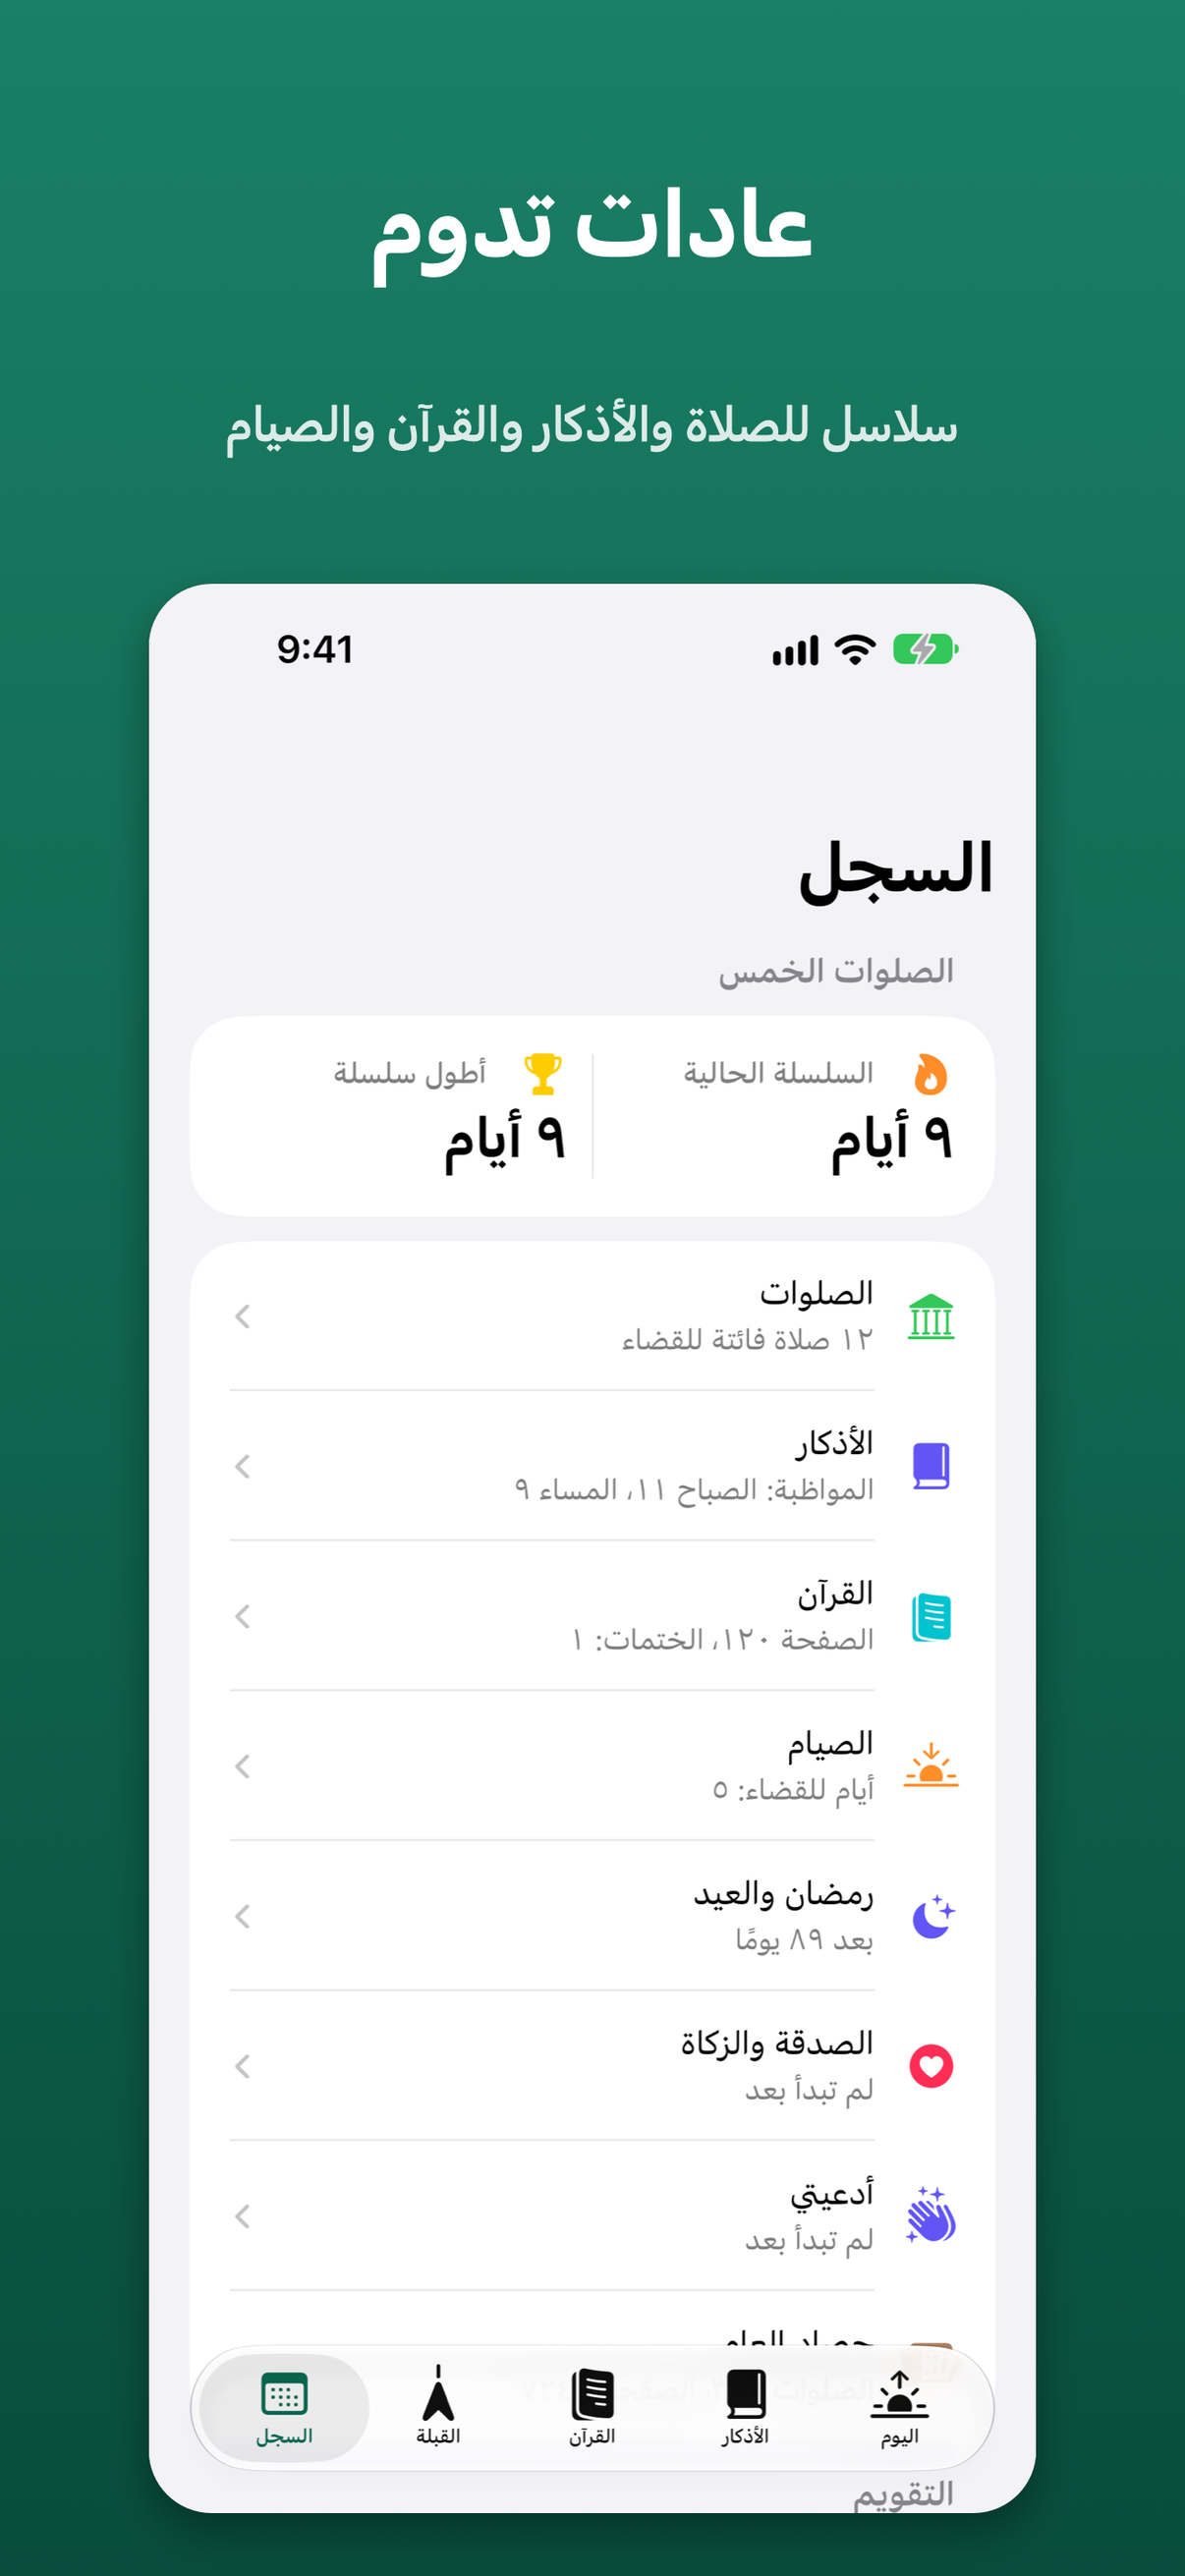 عادات تدوم
سلاسل للصلاة والأذكار والقرآن والصيام
9:41
السجل
الصلوات الخمس
السلسلة الحالية
٩ أيام
أطول سلسلة
٩ أيام
الصلوات
١٢ صلاة فائتة للقضاء
الأذكار
المواظبة: الصباح ١١، المساء ٩
القرآن
الصفحة ١٢٠، الختمات: ١
الصيام
أيام للقضاء: ٥
رمضان والعيد
بعد ٨٩ يومًا
الصدقة والزكاة
لم تبدأ بعد
أدعيتي
لم تبدأ بعد
حصاد العام
اليوم
الأذكار
القرآن
القبلة
السجل
التقويم